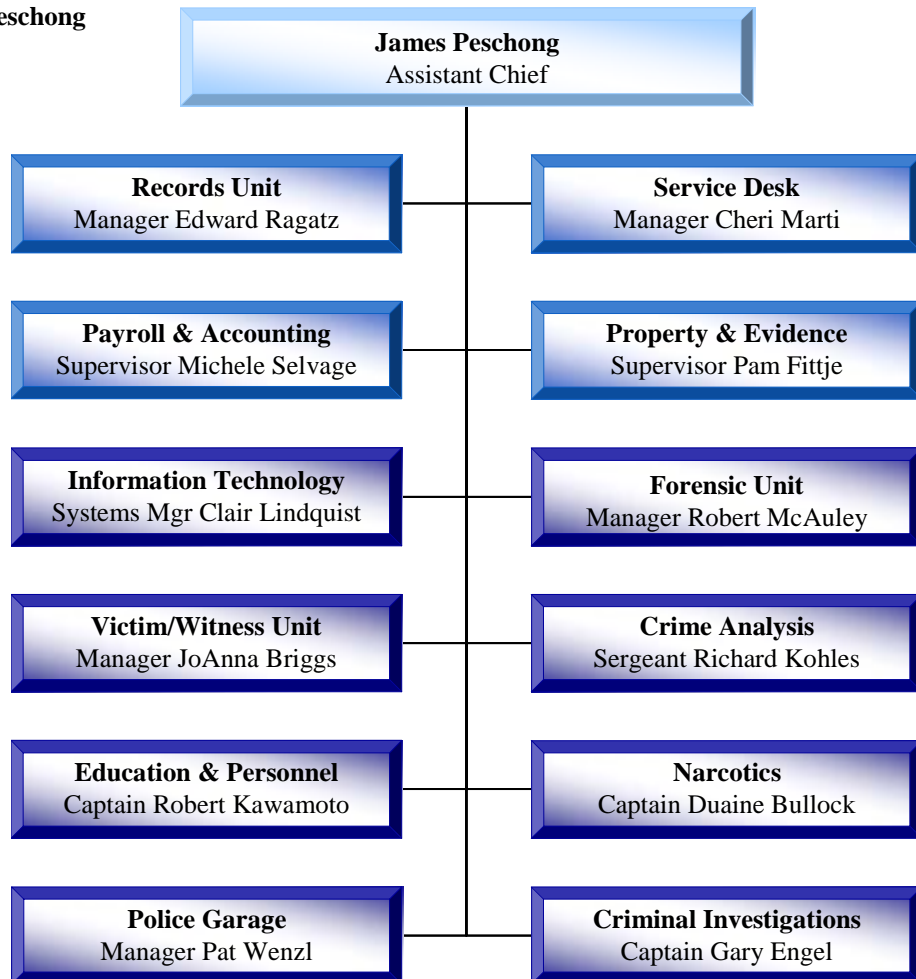 eschong
James Peschong
Assistant Chief
Records Unit
Manager Edward Ragatz
Service Desk
Manager Cheri Marti
Payroll & Accounting
Supervisor Michele Selvage
Property & Evidence
Supervisor Pam Fittje
Information Technology
Systems Mgr Clair Lindquist
Forensic Unit
Manager Robert McAuley
Victim/Witness Unit
Manager JoAnna Briggs
Crime Analysis
Sergeant Richard Kohles
Education & Personnel
Captain Robert Kawamoto
Narcotics
Captain Duaine Bullock
Police Garage
Manager Pat Wenzl
Criminal Investigations
Captain Gary Engel